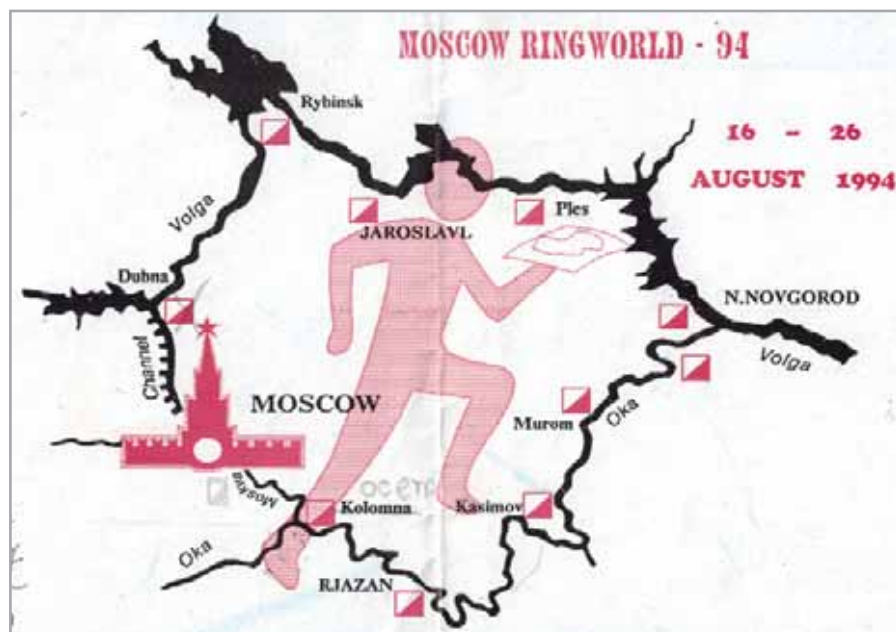 MOSCOW RINGWORLD - 94
16 - 26
AUGUST 1994
Rybinsk
Volga
JAROSLAVL
Ples
Dubna
N.NOVGOROD
Volga
Channel
MOSCOW
Murom
Oka
Moskva
Kolomna
Kasimov
Oka
RJAZAN